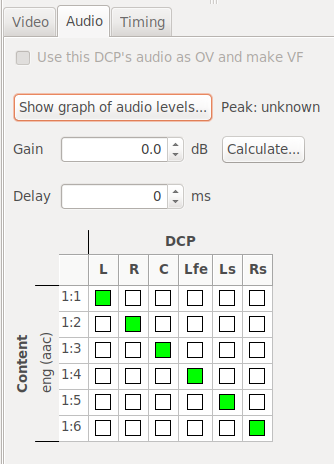 Video Audio Timing
Use this DCP's audio as OV and make VF
Show graph of audio levels... Peak: unknown
Gain 0.0 dB Calculate...
Delay 0 ms
DCP
L R C Lfe Ls Rs
Content
eng (aac)
1:1
1:2
1:3
1:4
1:5
1:6